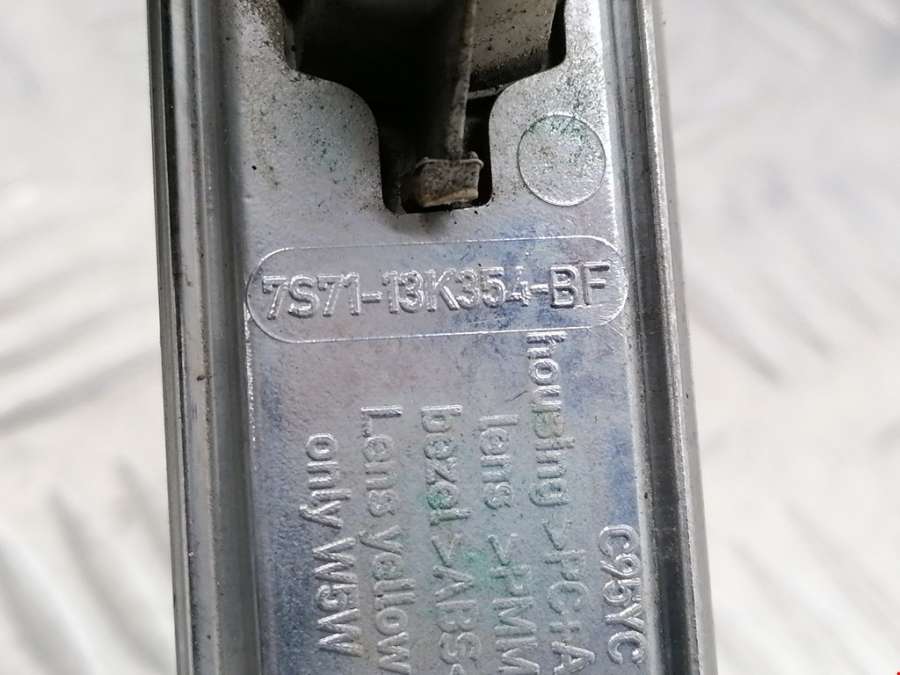 7S71-13K354-BF
C95YC
housing >PC+A
lens >PMM
bezel >ABS
Lens yellow
only W5W